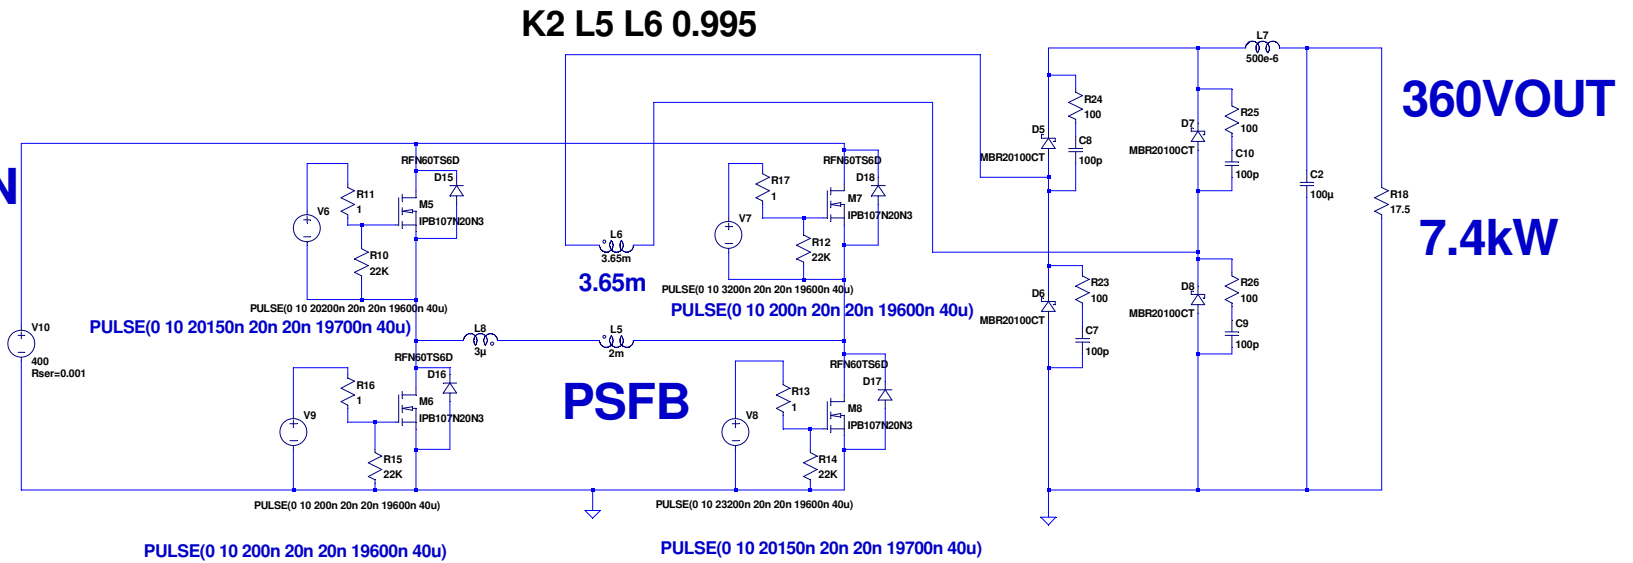 K2 L5 L6 0.995
L7
500e-6
360VOUT
R24
100
D5
MBR20100CT
C8
100p
D7
MBR20100CT
R25
100
C10
100p
C2
100µ
R18
17.5
7.4kW
N
RFN60TS6D
D15
R11
1
V6
M5
IPB107N20N3
R10
22K
PULSE(0 10 20200n 20n 20n 19600n 40u)
PULSE(0 10 20150n 20n 20n 19700n 40u)
L6
3.65m
3.65m
RFN60TS6D
D18
R17
1
V7
M7
IPB107N20N3
R12
22K
PULSE(0 10 3200n 20n 20n 19600n 40u)
PULSE(0 10 200n 20n 20n 19600n 40u)
D6
MBR20100CT
R23
100
C7
100p
D8
MBR20100CT
R26
100
C9
100p
V10
400
Rser=0.001
L8
3µ
L5
2m
PSFB
RFN60TS6D
D16
R16
1
V9
M6
IPB107N20N3
R15
22K
PULSE(0 10 200n 20n 20n 19600n 40u)
PULSE(0 10 200n 20n 20n 19600n 40u)
RFN60TS6D
D17
R13
1
V8
M8
IPB107N20N3
R14
22K
PULSE(0 10 23200n 20n 20n 19600n 40u)
PULSE(0 10 20150n 20n 20n 19700n 40u)